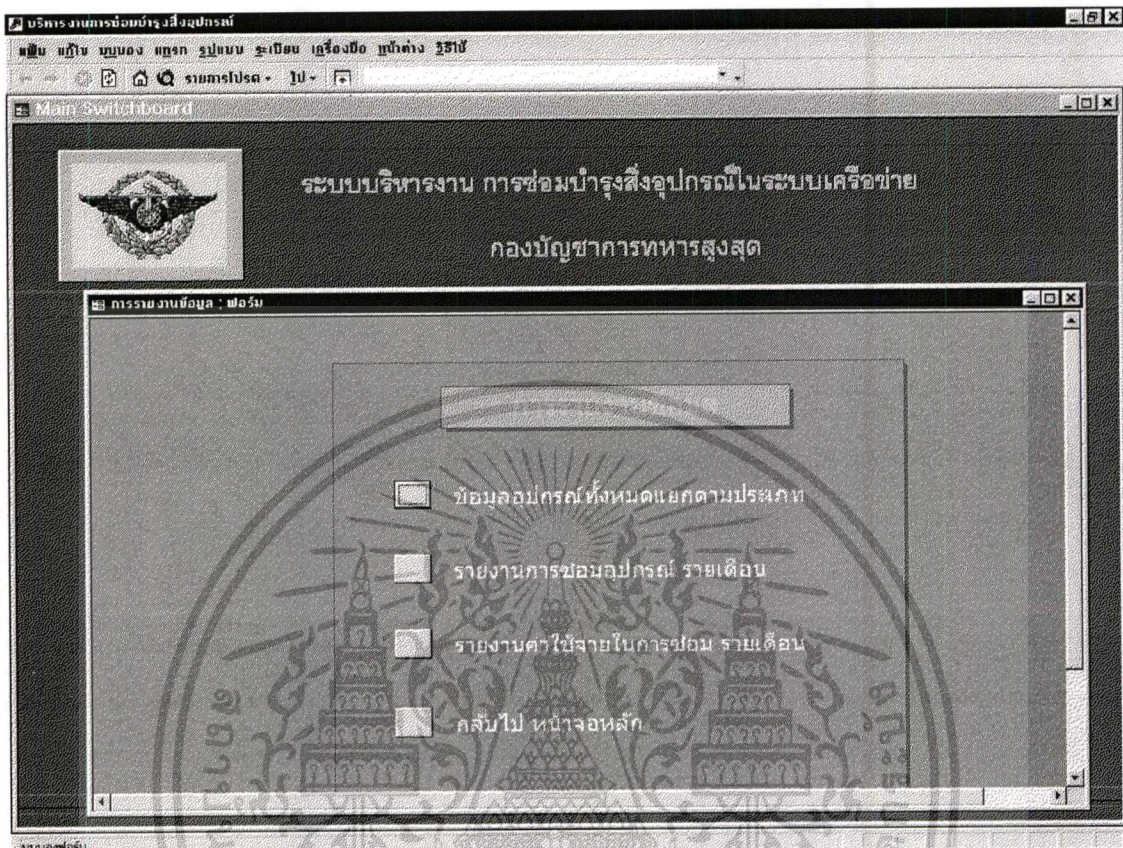 บริหารงานการซ่อมบำรุงสิ่งอุปกรณ์
แฟ้ม แก้ไข มุมมอง แทรก รูปแบบ ระเบียน เครื่องมือ หน้าต่าง วิธีใช้
รายการโปรด ไป
Main Switchboard
ระบบบริหารงาน การซ่อมบำรุงสิ่งอุปกรณ์ในระบบเครือข่าย
กองบัญชาการทหารสูงสุด
การรายงานข้อมูล : ฟอร์ม
ข้อมูลอุปกรณ์ทั้งหมดแยกตามประเภท
รายงานการซ่อมอุปกรณ์ รายเดือน
รายงานค่าใช้จ่ายในการซ่อม รายเดือน
กลับไป หน้าจอหลัก
มุมมองฟอร์ม